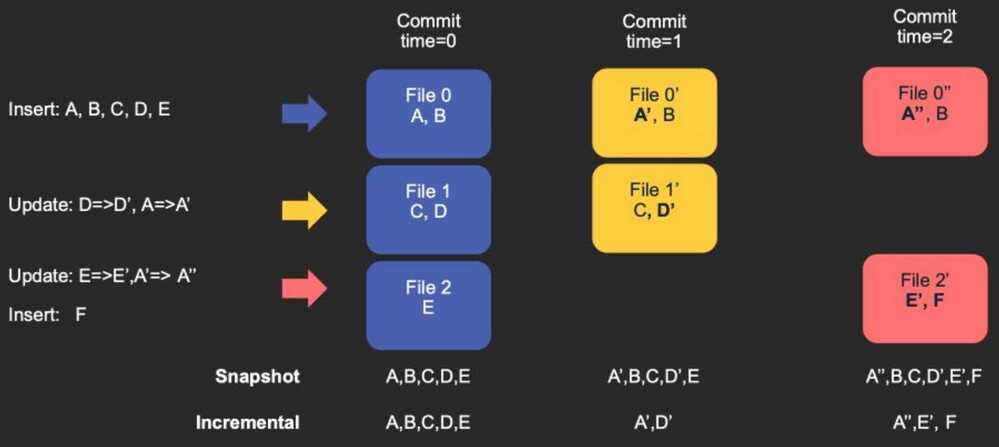 Commit
time=0
Commit
time=1
Commit
time=2
Insert: A, B, C, D, E
File 0
A, B
File 0’
A’, B
File 0”
A”, B
Update: D=>D’, A=>A’
File 1
C, D
File 1’
C, D’
Update: E=>E’,A’=> A”
Insert: F
File 2
E
File 2’
E’, F
Snapshot
A,B,C,D,E
A’,B,C,D’,E
A”,B,C,D’,E’,F
Incremental
A,B,C,D,E
A’,D’
A”,E’, F